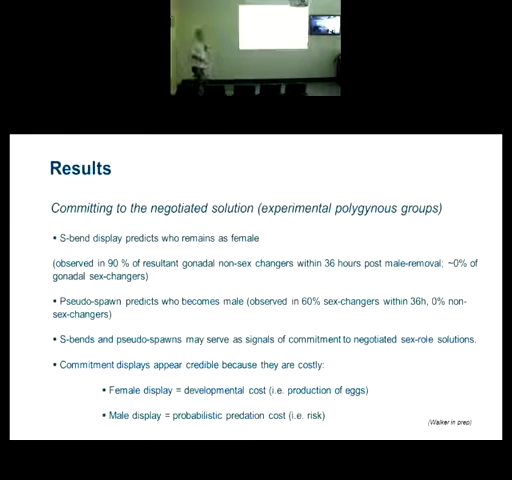 Results
Committing to the negotiated solution (experimental polygynous groups)
• S-bend display predicts who remains as female
(observed in 90 % of resultant gonadal non-sex changers within 36 hours post male-removal; ~0% of
gonadal sex-changers)
• Pseudo-spawn predicts who becomes male (observed in 60% sex-changers within 36h, 0% non-
sex-changers)
• S-bends and pseudo-spawns may serve as signals of commitment to negotiated sex-role solutions.
• Commitment displays appear credible because they are costly:
• Female display = developmental cost (i.e. production of eggs)
• Male display = probabilistic predation cost (i.e. risk)
(Walker in prep)